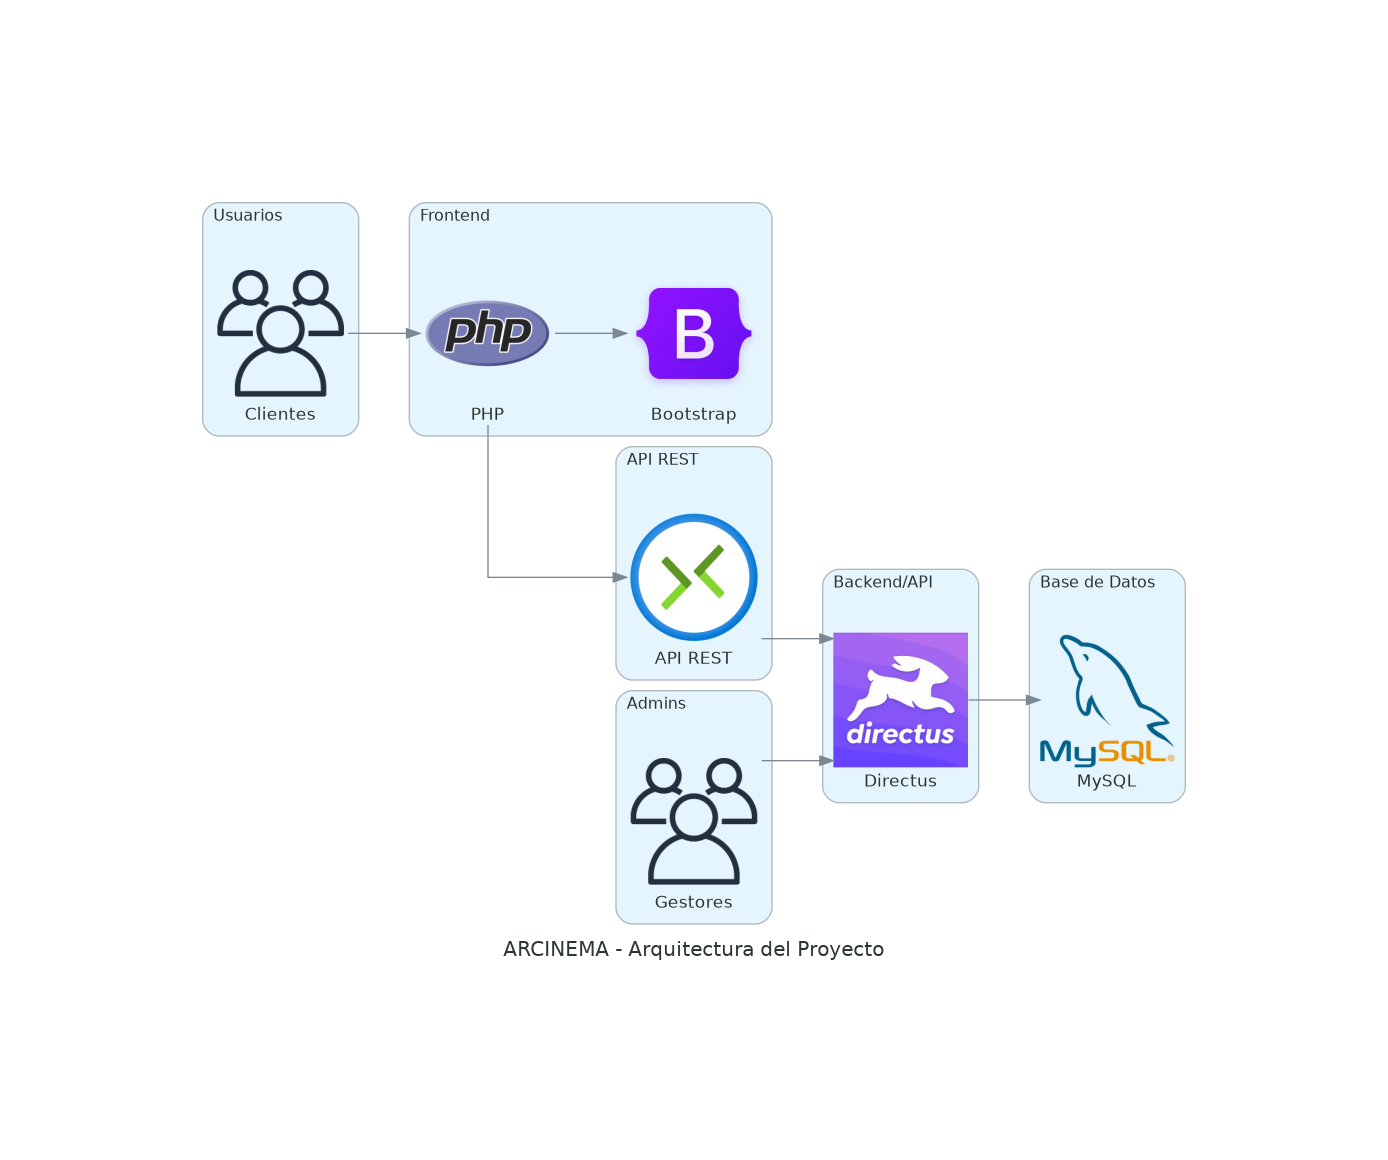 Usuarios
Clientes
Frontend
php
PHP
B
Bootstrap
API REST
API REST
Admins
Gestores
Backend/API
directus
Directus
Base de Datos
MySQL®
MySQL
ARCINEMA - Arquitectura del Proyecto